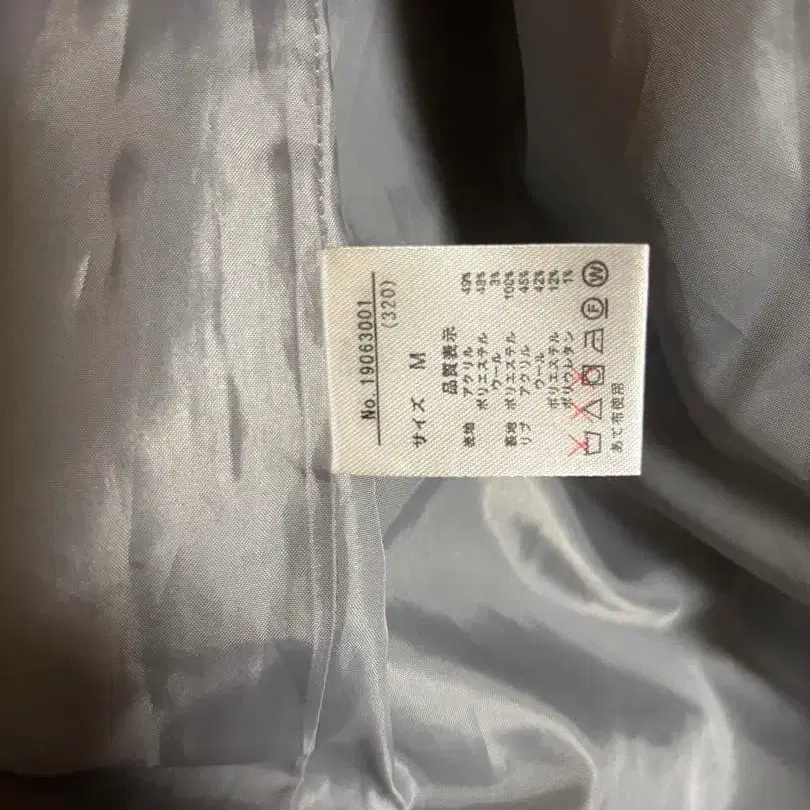 No. 19063001
(320)
サイズ M
品質表示
表地 アクリル 49%
ポリエステル 48%
ウール 3%
裏地 ポリエステル 100%
リブ アクリル 45%
ウール 42%
ポリエステル 12%
ポリウレタン 1%
F W
あて布使用